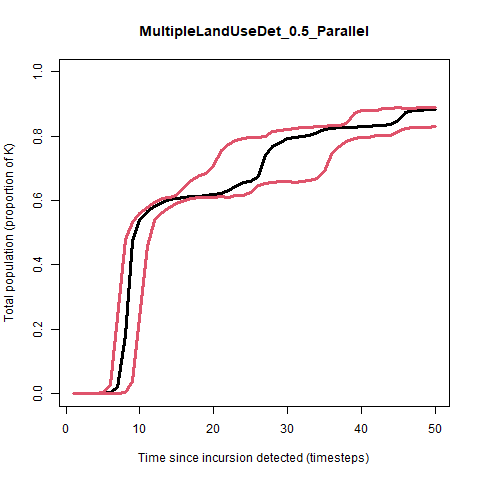 MultipleLandUseDet_0.5_Parallel
Total population (proportion of K)
1.0
0.8
0.6
0.4
0.2
0.0
0 10 20 30 40 50
Time since incursion detected (timesteps)